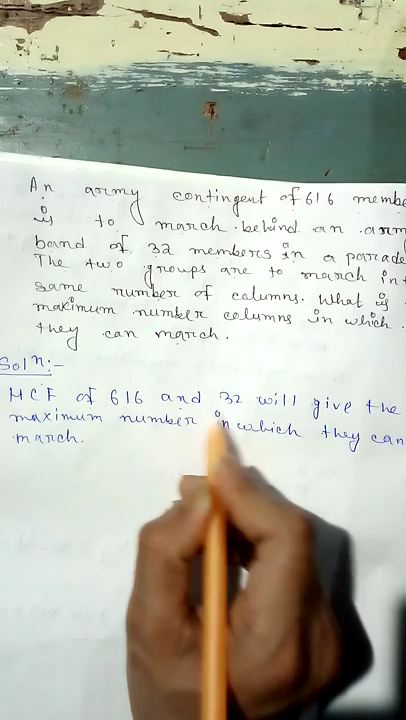 An army contingent of 616 membe
is to march behind an arm
band of 32 members in a parade
The two groups are to march in t
same number of columns. What is
maximum number columns in which
they can march.
Solⁿ:-
HCF of 616 and 32 will give the
maximum number in which they can
march.